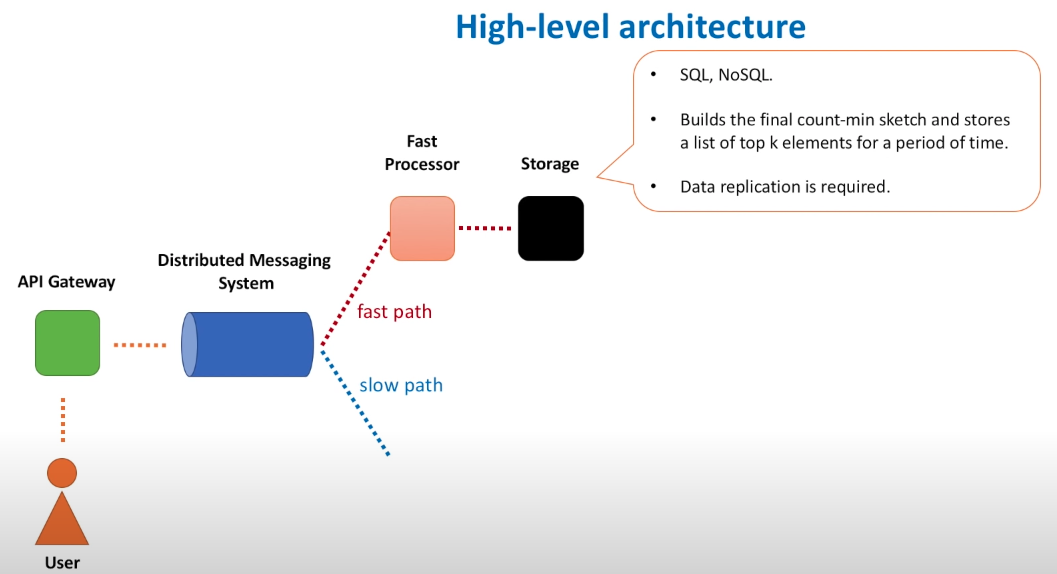 High-level architecture
• SQL, NoSQL.
• Builds the final count-min sketch and stores
a list of top k elements for a period of time.
• Data replication is required.
Fast
Processor
Storage
Distributed Messaging
System
API Gateway
fast path
slow path
User